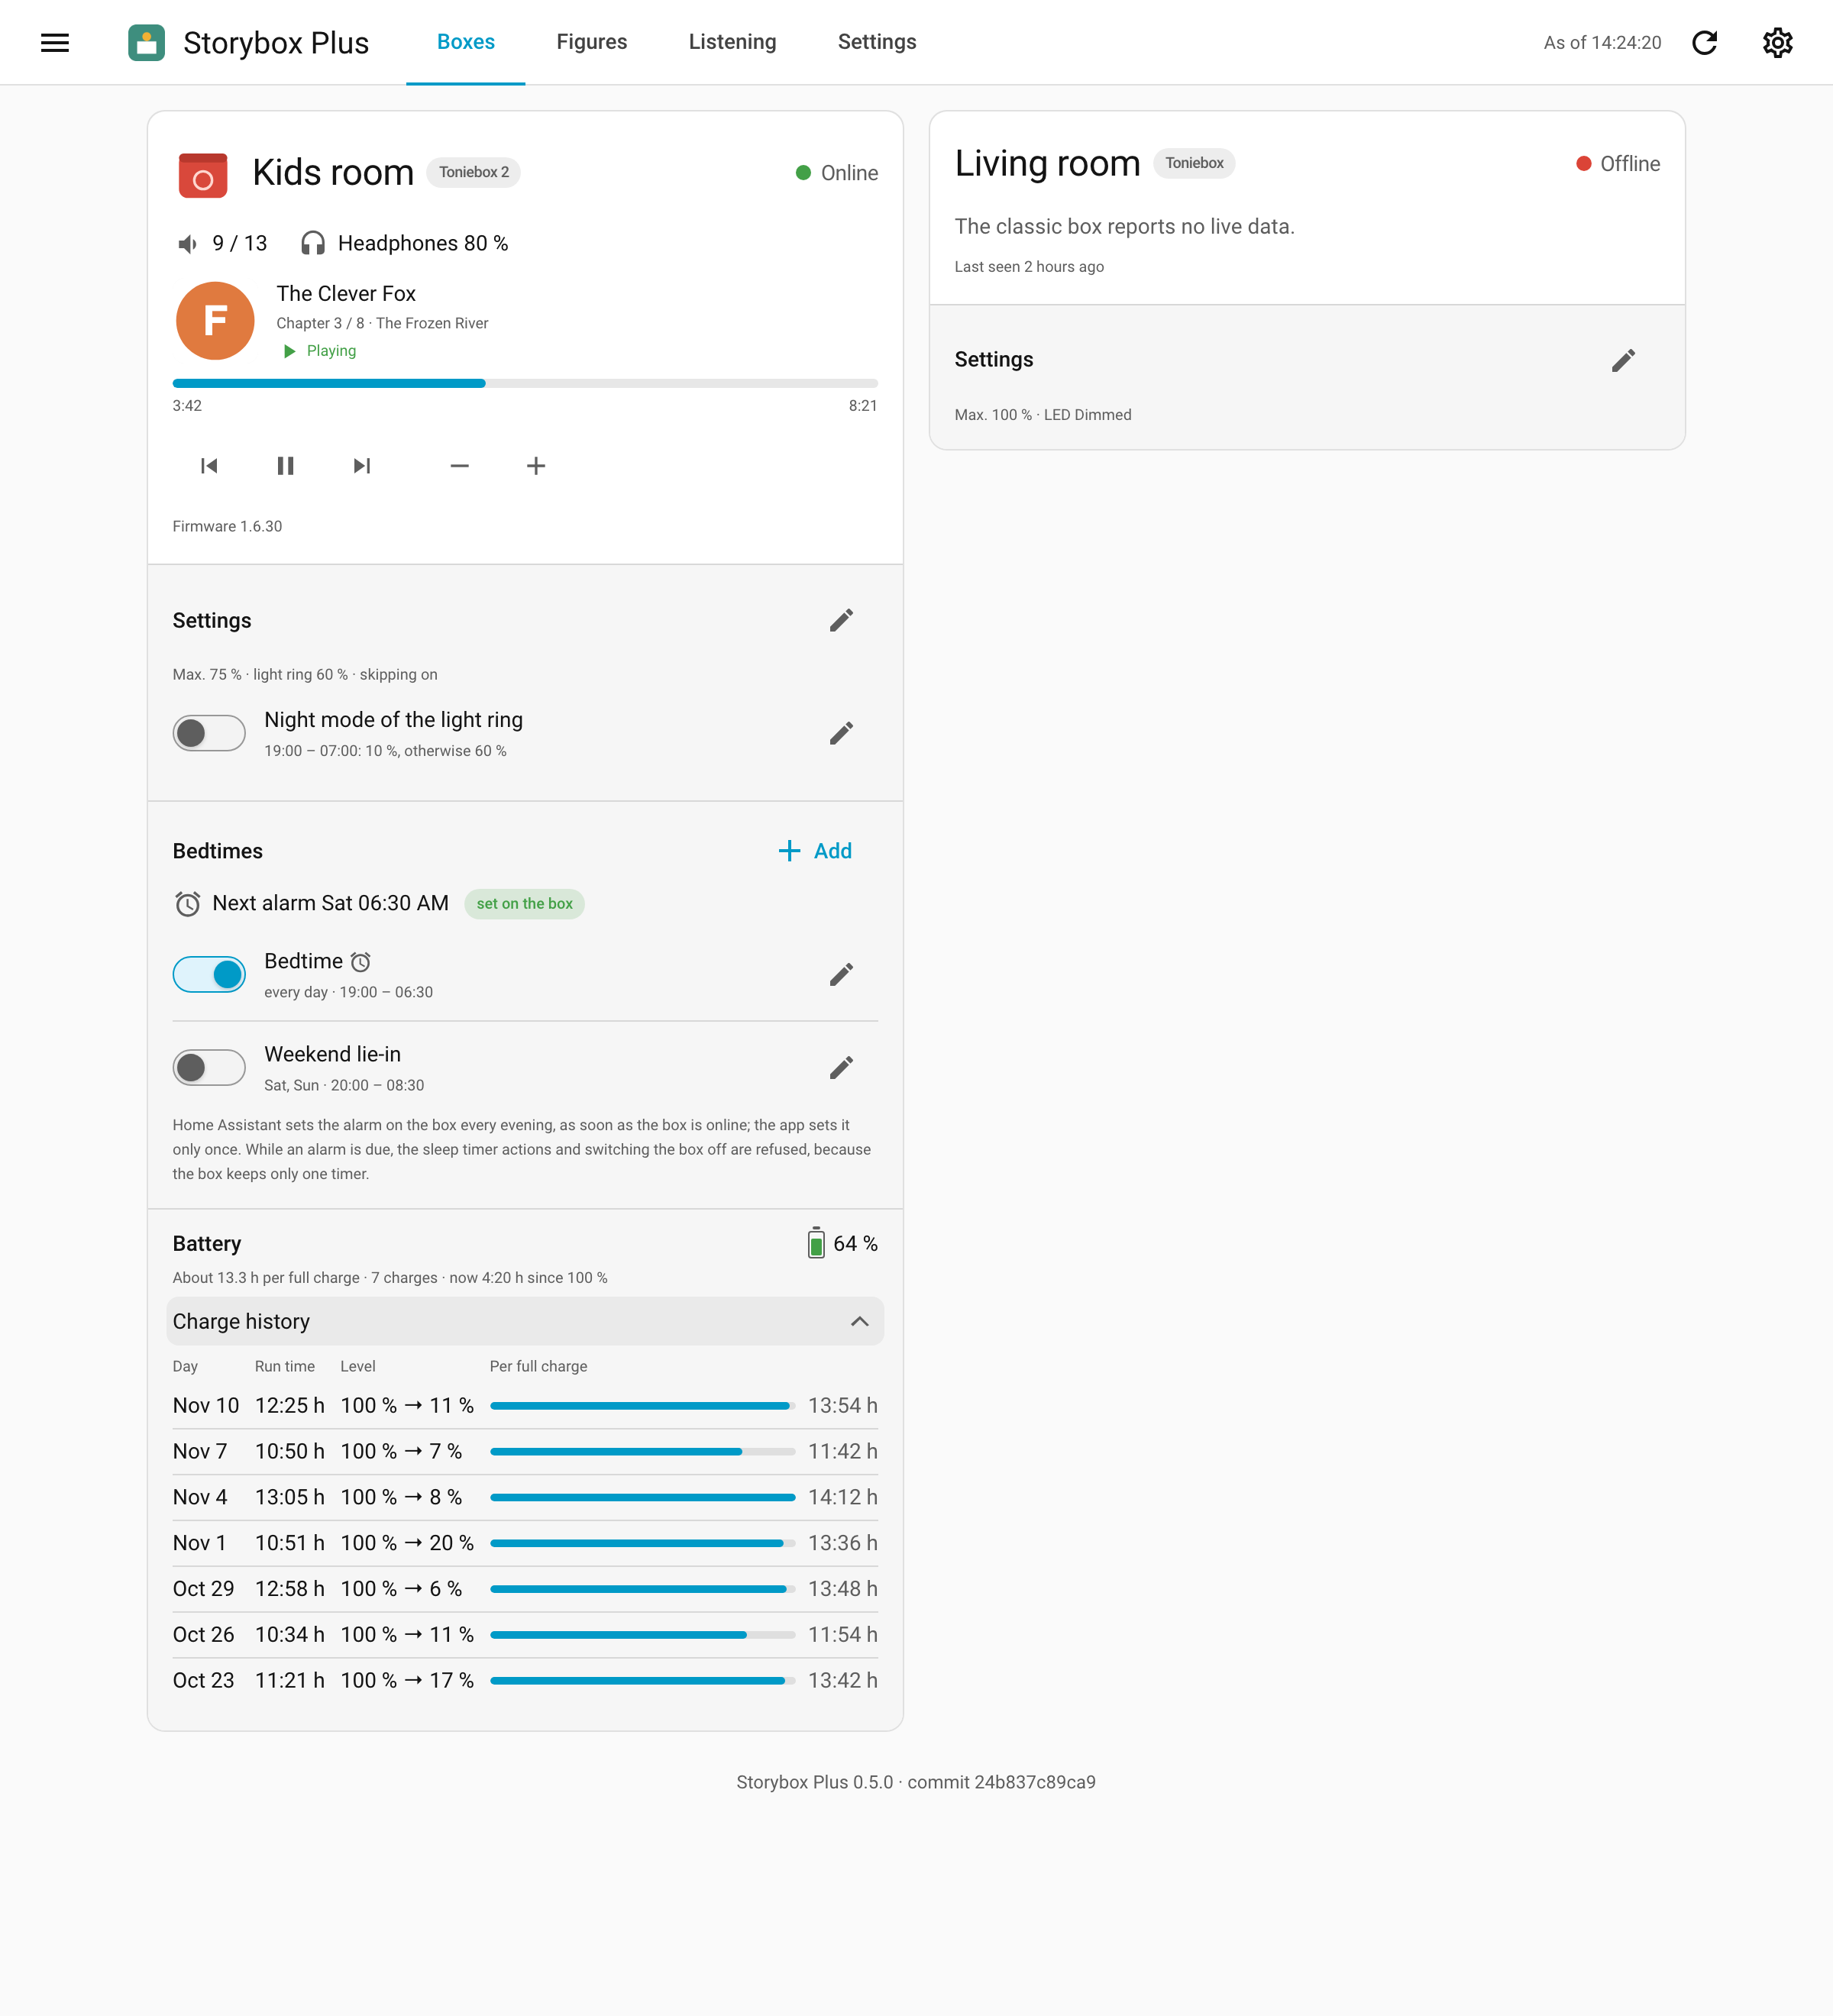 Storybox Plus
Boxes
Figures
Listening
Settings
As of 14:24:20
Kids room
Toniebox 2
Online
9 / 13
Headphones 80 %
F
The Clever Fox
Chapter 3 / 8 · The Frozen River
Playing
3:42
8:21
Firmware 1.6.30
Settings
Max. 75 % · light ring 60 % · skipping on
Night mode of the light ring
19:00 – 07:00: 10 %, otherwise 60 %
Bedtimes
Add
Next alarm Sat 06:30 AM
set on the box
Bedtime
every day · 19:00 – 06:30
Weekend lie-in
Sat, Sun · 20:00 – 08:30
Home Assistant sets the alarm on the box every evening, as soon as the box is online; the app sets it
only once. While an alarm is due, the sleep timer actions and switching the box off are refused, because
the box keeps only one timer.
Battery
64 %
About 13.3 h per full charge · 7 charges · now 4:20 h since 100 %
Charge history
Day Run time Level Per full charge
Nov 10 12:25 h 100 % → 11 % 13:54 h
Nov 7 10:50 h 100 % → 7 % 11:42 h
Nov 4 13:05 h 100 % → 8 % 14:12 h
Nov 1 10:51 h 100 % → 20 % 13:36 h
Oct 29 12:58 h 100 % → 6 % 13:48 h
Oct 26 10:34 h 100 % → 11 % 11:54 h
Oct 23 11:21 h 100 % → 17 % 13:42 h
Living room
Toniebox
Offline
The classic box reports no live data.
Last seen 2 hours ago
Settings
Max. 100 % · LED Dimmed
Storybox Plus 0.5.0 · commit 24b837c89ca9